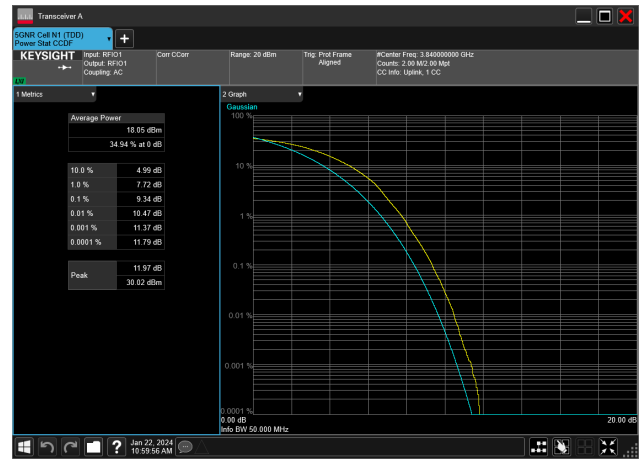 Transceiver A
5GNR Cell N1 (TDD)
Power Stat CCDF
KEYSIGHT
Input: RFIO1
Output: RFIO1
Coupling: AC
Corr CCorr
Range: 20 dBm
Trig: Prot Frame
Aligned
#Center Freq: 3.840000000 GHz
Counts: 2.00 M/2.00 Mpt
CC Info: Uplink, 1 CC
1 Metrics
Average Power
18.05 dBm
34.94 % at 0 dB
10.0 % 4.99 dB
1.0 % 7.72 dB
0.1 % 9.34 dB
0.01 % 10.47 dB
0.001 % 11.37 dB
0.0001 % 11.79 dB
Peak
11.97 dB
30.02 dBm
2 Graph
Gaussian
100 %
10 %
1 %
0.1 %
0.01 %
0.001 %
0.0001 %
0.00 dB
20.00 dB
Info BW 50.000 MHz
Jan 22, 2024
10:59:56 AM